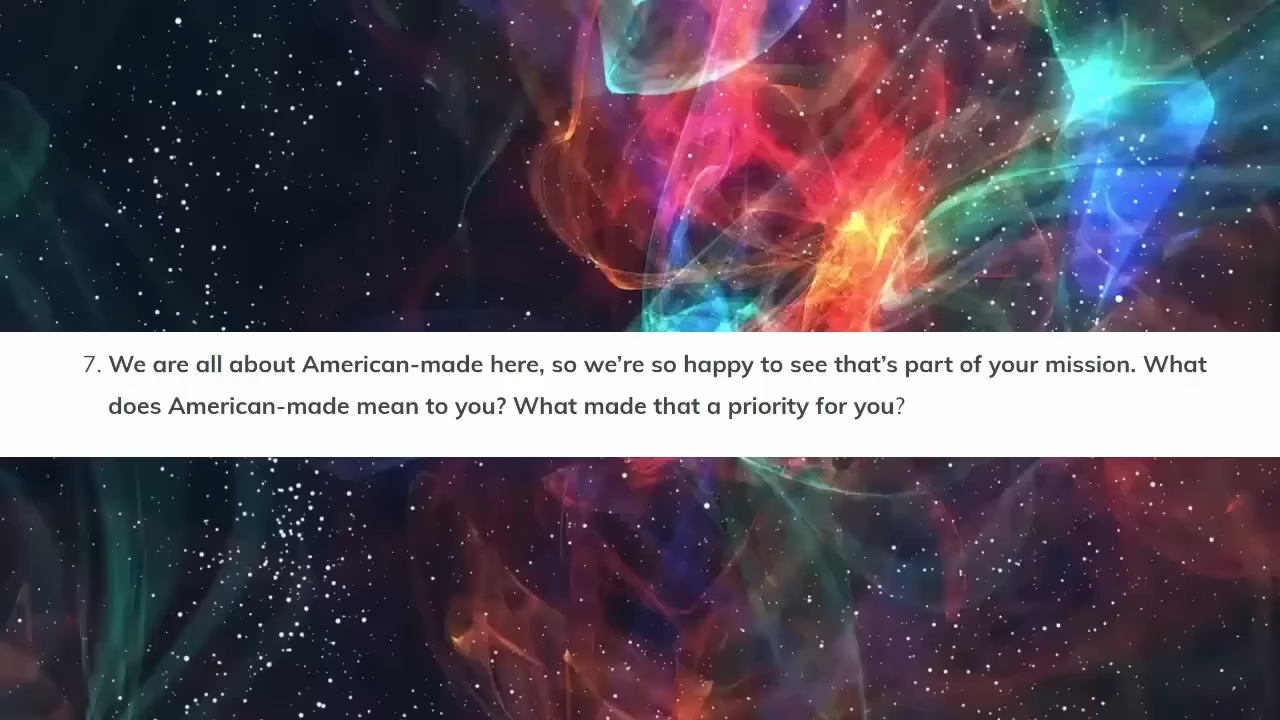 7. We are all about American-made here, so we’re so happy to see that’s part of your mission. What
does American-made mean to you? What made that a priority for you?